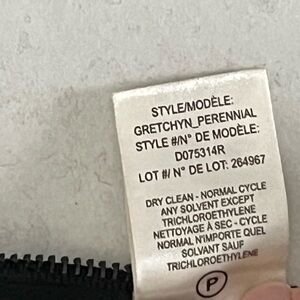 STYLE/MODÈLE:
GRETCHYN_PERENNIAL
STYLE #/N° DE MODÈLE:
D075314R
LOT #/ N° DE LOT: 264967
DRY CLEAN - NORMAL CYCLE
ANY SOLVENT EXCEPT
TRICHLOROETHYLENE
NETTOYAGE À SEC - CYCLE
NORMAL N'IMPORTE QUEL
SOLVANT SAUF
TRICHLOROETHYLENE
P